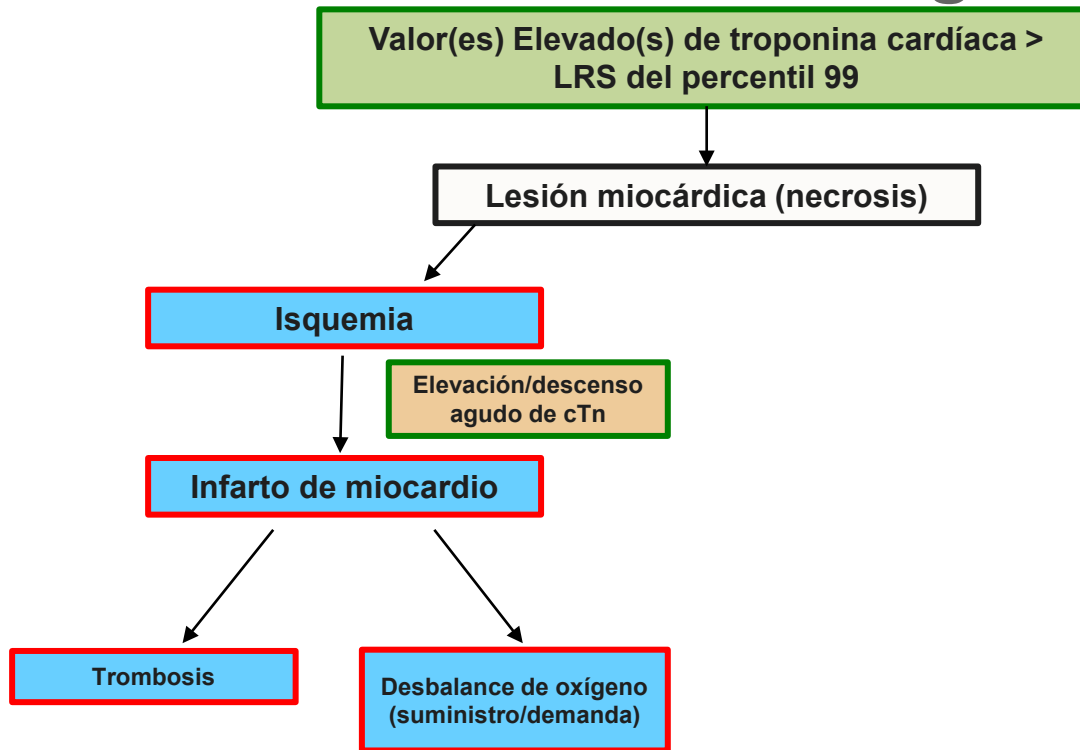 Valor(es) Elevado(s) de troponina cardíaca >
LRS del percentil 99
Lesión miocárdica (necrosis)
Isquemia
Elevación/descenso
agudo de cTn
Infarto de miocardio
Trombosis
Desbalance de oxígeno
(suministro/demanda)